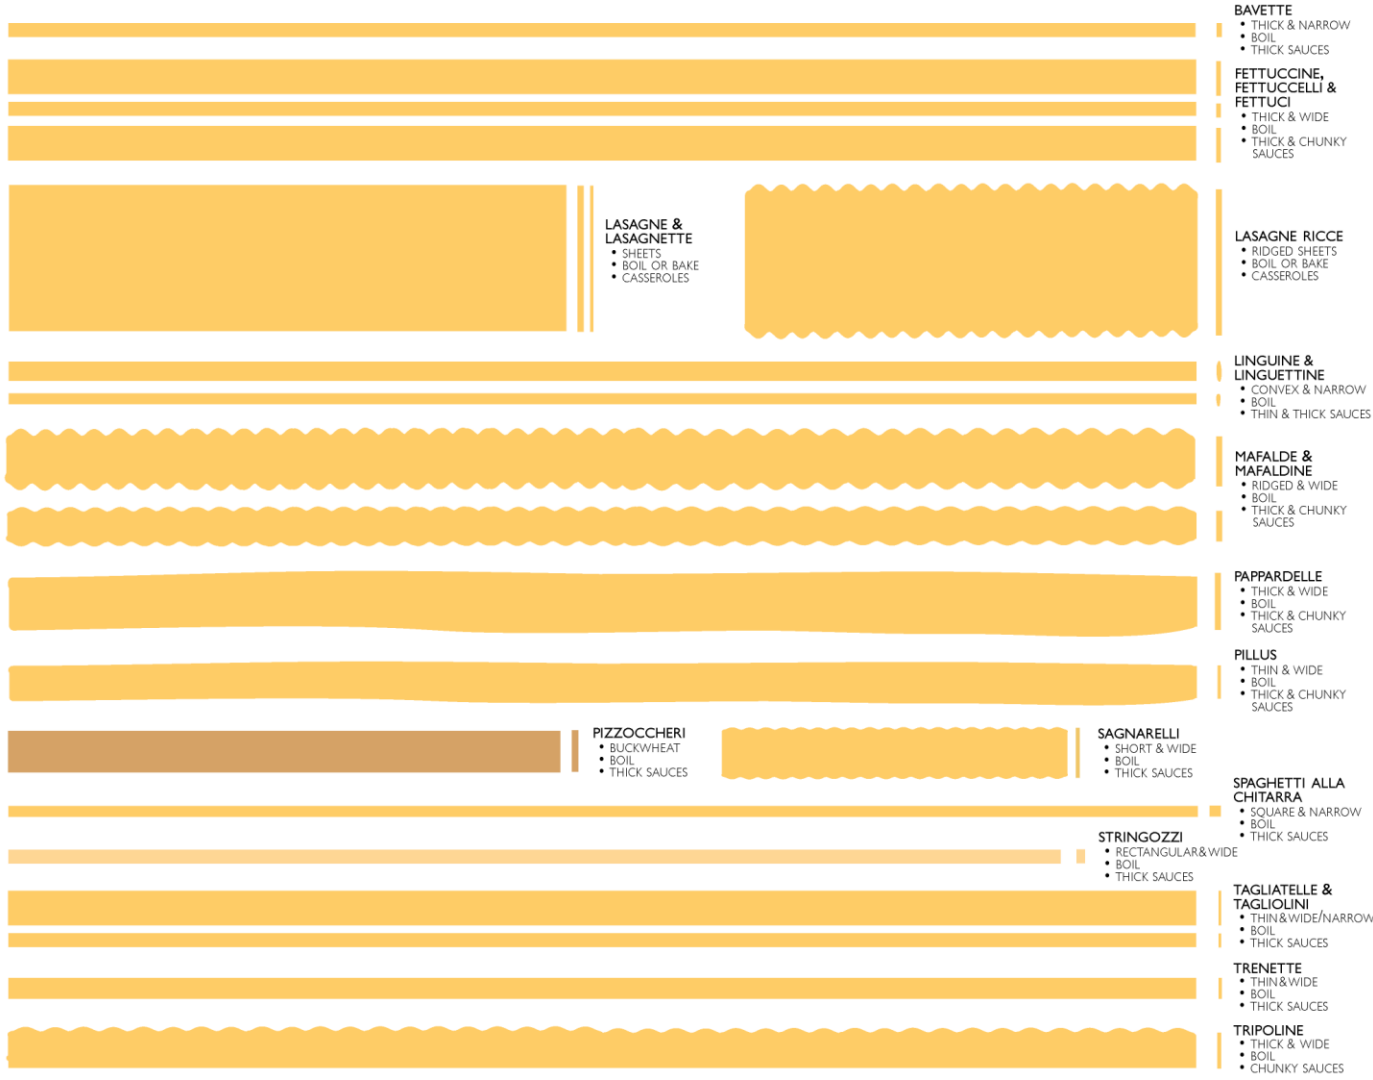 BAVETTE
• THICK & NARROW
• BOIL
• THICK SAUCES
FETTUCCINE,
FETTUCCELLI &
FETTUCI
• THICK & WIDE
• BOIL
• THICK & CHUNKY
SAUCES
LASAGNE &
LASAGNETTE
• SHEETS
• BOIL OR BAKE
• CASSEROLES
LASAGNE RICCE
• RIDGED SHEETS
• BOIL OR BAKE
• CASSEROLES
LINGUINE &
LINGUETTINE
• CONVEX & NARROW
• BOIL
• THIN & THICK SAUCES
MAFALDE &
MAFALDINE
• RIDGED & WIDE
• BOIL
• THICK & CHUNKY
SAUCES
PAPPARDELLE
• THICK & WIDE
• BOIL
• THICK & CHUNKY
SAUCES
PILLUS
• THIN & WIDE
• BOIL
• THICK & CHUNKY
SAUCES
PIZZOCCHERI
• BUCKWHEAT
• BOIL
• THICK SAUCES
SAGNARELLI
• SHORT & WIDE
• BOIL
• THICK SAUCES
SPAGHETTI ALLA
CHITARRA
• SQUARE & NARROW
• BOIL
• THICK SAUCES
STRINGOZZI
• RECTANGULAR&WIDE
• BOIL
• THICK SAUCES
TAGLIATELLE &
TAGLIOLINI
• THIN&WIDE/NARROW
• BOIL
• THICK SAUCES
TRENETTE
• THIN&WIDE
• BOIL
• THICK SAUCES
TRIPOLINE
• THICK & WIDE
• BOIL
• CHUNKY SAUCES